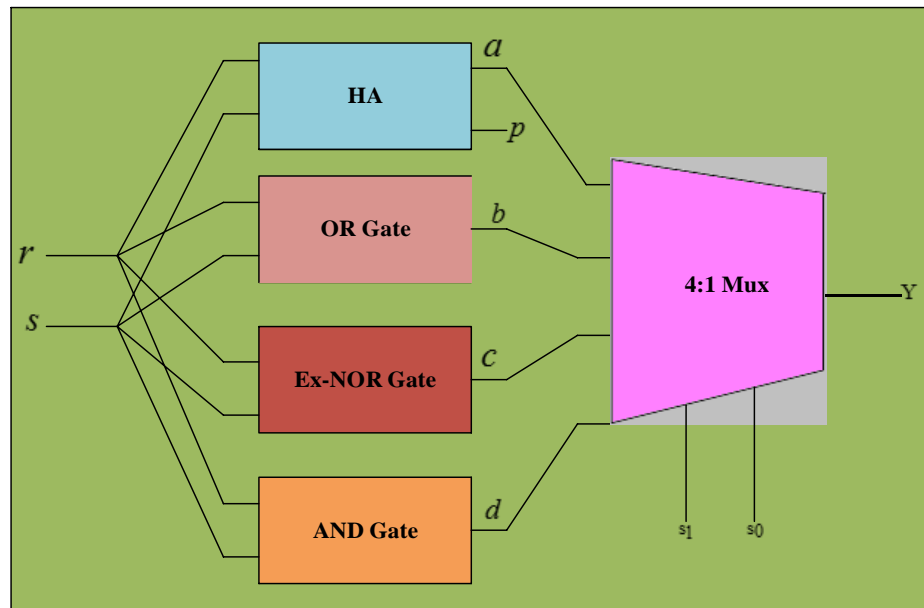 a
HA
p
OR Gate
b
r
4:1 Mux
Y
s
Ex-NOR Gate
c
AND Gate
d
s1
s0